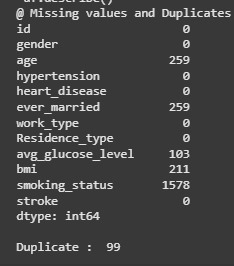 @ Missing values and Duplicates
id 0
gender 0
age 259
hypertension 0
heart_disease 0
ever_married 259
work_type 0
Residence_type 0
avg_glucose_level 103
bmi 211
smoking_status 1578
stroke 0
dtype: int64
Duplicate : 99